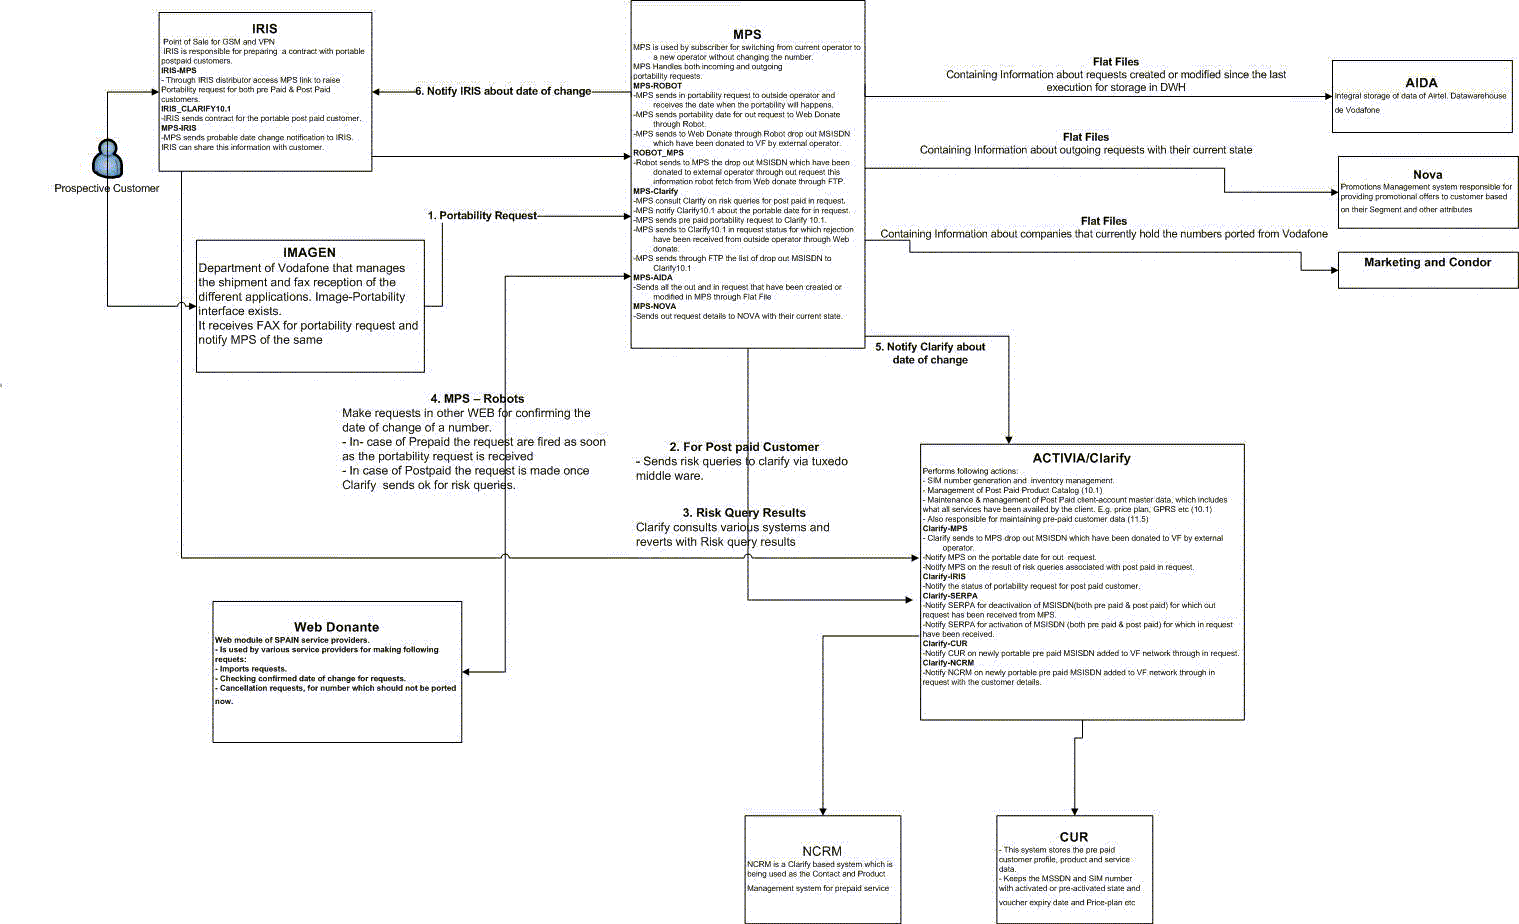 IRIS
Point of Sale for GSM and VPN
IRIS is responsible for preparing a contract with portable
postpaid customers.
IRIS-MPS
- Through IRIS distributor access MPS link to raise
Portability request for both pre Paid & Post Paid
customers.
IRIS_CLARIFY10.1
-IRIS sends contract for the portable post paid customer.
MPS-IRIS
-MPS sends probable date change notification to IRIS.
IRIS can share this information with customer.
Prospective Customer
IMAGEN
Department of Vodafone that manages
the shipment and fax reception of the
different applications. Image-Portability
interface exists.
It receives FAX for portability request and
notify MPS of the same
6. Notify IRIS about date of change
1. Portability Request
MPS
MPS is used by subscriber for switching from current operator to
a new operator without changing the number.
MPS Handles both incoming and outgoing
portability requests.
MPS-ROBOT
-MPS sends in portability request to outside operator and
receives the date when the portability will happens.
-MPS sends portability date for out request to Web Donate
through Robot.
-MPS sends to Web Donate through Robot drop out MSISDN
which have been donated to VF by external operator.
ROBOT_MPS
-Robot sends to MPS the drop out MSISDN which have been
donated to external operator through out request this
information robot fetch from Web donate through FTP.
MPS-Clarify
-MPS consult Clarify on risk queries for post paid in request.
-MPS notify Clarify10.1 about the portable date for in request.
-MPS sends pre paid portability request to Clarify 10.1.
-MPS sends to Clarify10.1 in request status for which rejection
have been received from outside operator through Web
donate.
-MPS sends through FTP the list of drop out MSISDN to
Clarify10.1
MPS-AIDA
-Sends all the out and in request that have been created or
modified in MPS through Flat File
MPS-NOVA
-Sends out request details to NOVA with their current state.
Flat Files
Containing Information about requests created or modified since the last
execution for storage in DWH
AIDA
Integral storage of data of Airtel. Datawarehouse
de Vodafone
Flat Files
Containing Information about outgoing requests with their current state
Nova
Promotions Management system responsible for
providing promotional offers to customer based
on their Segment and other attributes
Flat Files
Containing Information about companies that currently hold the numbers ported from Vodafone
Marketing and Condor
5. Notify Clarify about
date of change
4. MPS – Robots
Make requests in other WEB for confirming the
date of change of a number.
- In- case of Prepaid the request are fired as soon
as the portability request is received
- In case of Postpaid the request is made once
Clarify sends ok for risk queries.
2. For Post paid Customer
- Sends risk queries to clarify via tuxedo
middle ware.
3. Risk Query Results
Clarify consults various systems and
reverts with Risk query results
ACTIVIA/Clarify
Performs following actions:
- SIM number generation and inventory management.
- Management of Post Paid Product Catalog (10.1)
- Maintenance & management of Post Paid client-account master data, which includes
what all services have been availed by the client. E.g. price plan, GPRS etc (10.1)
- Also responsible for maintaining pre-paid customer data (11.5)
Clarify-MPS
- Clarify sends to MPS drop out MSISDN which have been donated to VF by external
operator.
-Notify MPS on the portable date for out request.
-Notify MPS on the result of risk queries associated with post paid in request.
Clarify-IRIS
-Notify the status of portability request for post paid customer.
Clarify-SERPA
-Notify SERPA for deactivation of MSISDN(both pre paid & post paid) for which out
request has been received from MPS.
-Notify SERPA for activation of MSISDN (both pre paid & post paid) for which in request
have been received.
Clarify-CUR
-Notify CUR on newly portable pre paid MSISDN added to VF network through in request.
Clarify-NCRM
-Notify NCRM on newly portable pre paid MSISDN added to VF network through in
request with the customer details.
Web Donante
Web module of SPAIN service providers.
- Is used by various service providers for making following
requets:
- Imports requests.
- Checking confirmed date of change for requests.
- Cancellation requests, for number which should not be ported
now.
NCRM
NCRM is a Clarify based system which is
being used as the Contact and Product
Management system for prepaid service
CUR
- This system stores the pre paid
customer profile, product and service
data.
- Keeps the MSSDN and SIM number
with activated or pre-activated state and
voucher expiry date and Price-plan etc